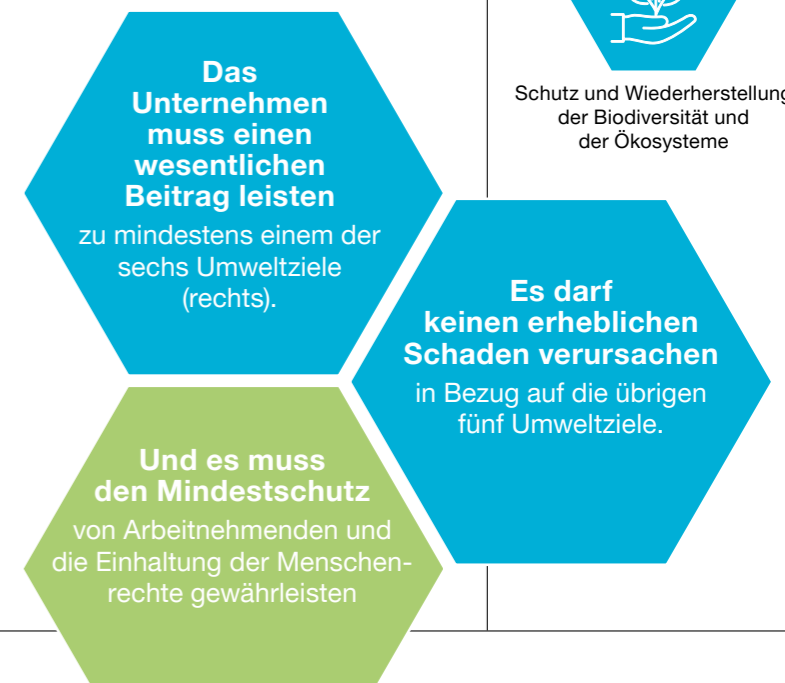 Das
Unternehmen
muss einen
wesentlichen
Beitrag leisten
zu mindestens einem der
sechs Umweltziele
(rechts).
Schutz und Wiederherstellung
der Biodiversität und
der Ökosysteme
Es darf
keinen erheblichen
Schaden verursachen
in Bezug auf die übrigen
fünf Umweltziele.
Und es muss
den Mindestschutz
von Arbeitnehmenden und
die Einhaltung der Menschen-
rechte gewährleisten